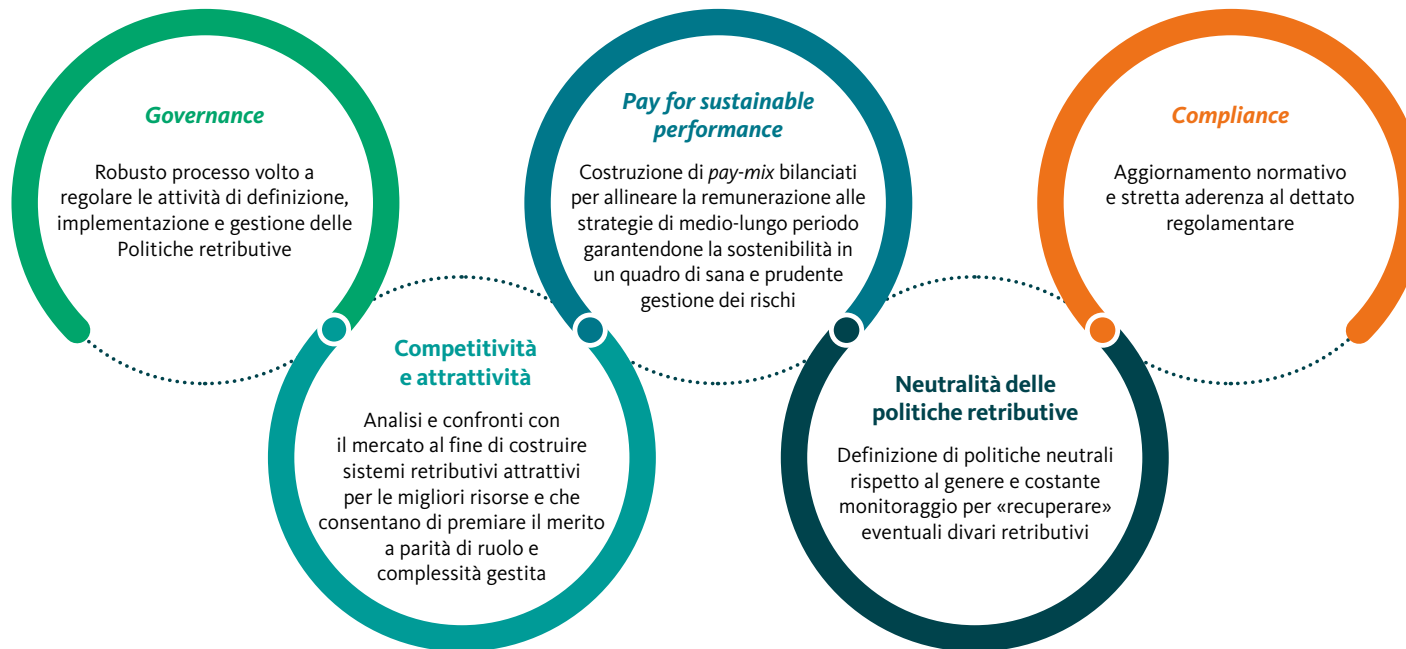 Governance
Robusto processo volto a
regolare le attività di definizione,
implementazione e gestione delle
Politiche retributive
Competitività
e attrattività
Analisi e confronti con
il mercato al fine di costruire
sistemi retributivi attrattivi
per le migliori risorse e che
consentano di premiare il merito
a parità di ruolo e
complessità gestita
Pay for sustainable
performance
Costruzione di pay-mix bilanciati
per allineare la remunerazione alle
strategie di medio-lungo periodo
garantendone la sostenibilità in
un quadro di sana e prudente
gestione dei rischi
Neutralità delle
politiche retributive
Definizione di politiche neutrali
rispetto al genere e costante
monitoraggio per «recuperare»
eventuali divari retributivi
Compliance
Aggiornamento normativo
e stretta aderenza al dettato
regolamentare